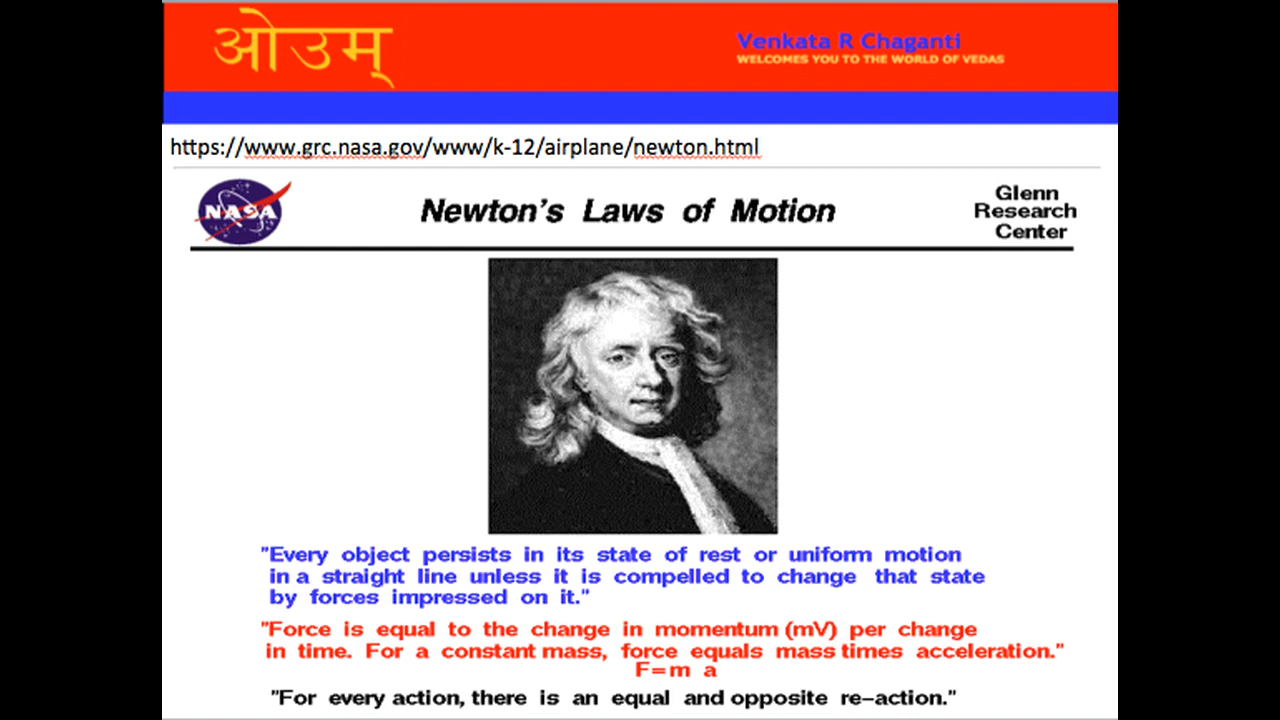 ओउम्
Venkata R Chaganti
WELCOMES YOU TO THE WORLD OF VEDAS
https://www.grc.nasa.gov/www/k-12/airplane/newton.html
NASA
Newton's Laws of Motion
Glenn
Research
Center
"Every object persists in its state of rest or uniform motion
in a straight line unless it is compelled to change that state
by forces impressed on it."
"Force is equal to the change in momentum (mV) per change
in time. For a constant mass, force equals mass times acceleration."
F=m a
"For every action, there is an equal and opposite re-action."